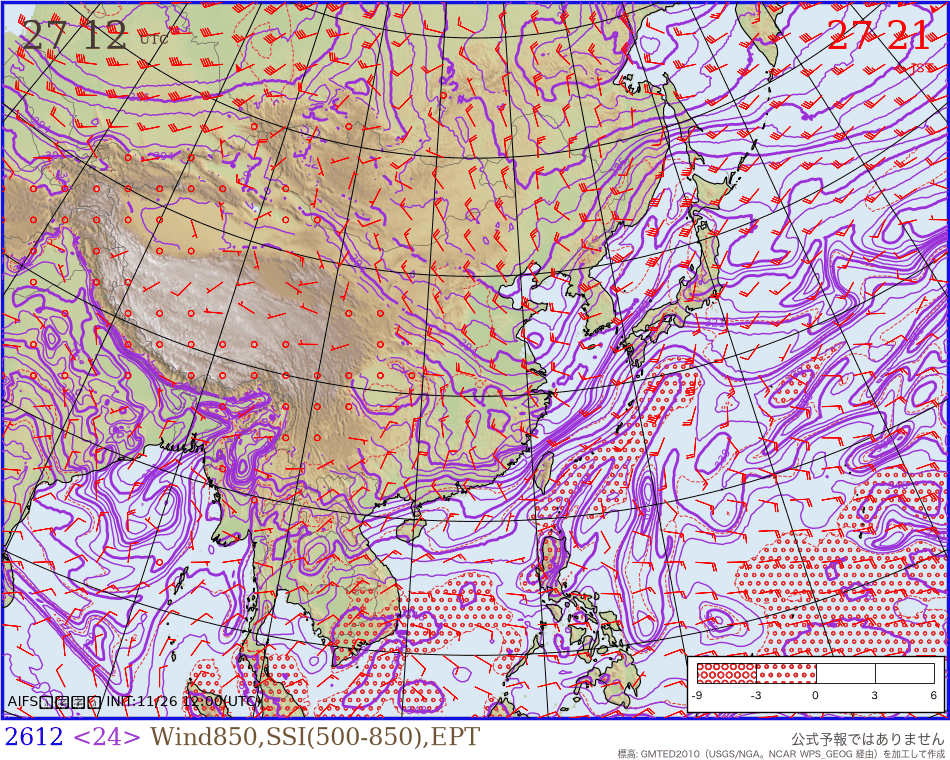 27 12 UTC
27 21
JST
AIFS INIT:11/26 12:00(UTC)
-9 -3 0 3 6
2612 <24> Wind850,SSI(500-850),EPT
公式予報ではありません
標高: GMTED2010（USGS/NGA。NCAR WPS_GEOG 経由）を加工して作成